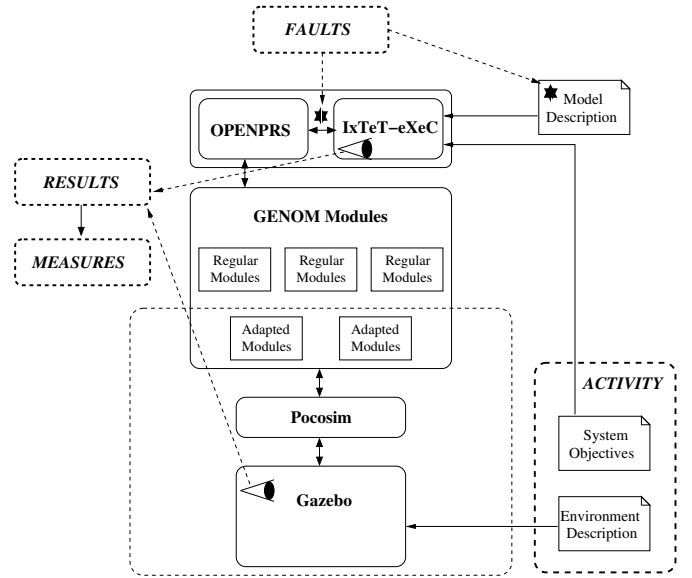 FAULTS
OPENPRS
IxTeT-eXeC
Model
Description
RESULTS
MEASURES
GENOM Modules
Regular
Modules
Regular
Modules
Regular
Modules
Adapted
Modules
Adapted
Modules
Pocosim
Gazebo
ACTIVITY
System
Objectives
Environment
Description